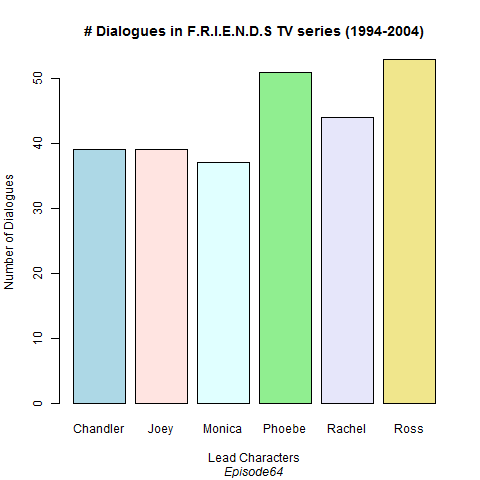 # Dialogues in F.R.I.E.N.D.S TV series (1994-2004)
Number of Dialogues
50
40
30
20
10
0
Chandler Joey Monica Phoebe Rachel Ross
Lead Characters
Episode64